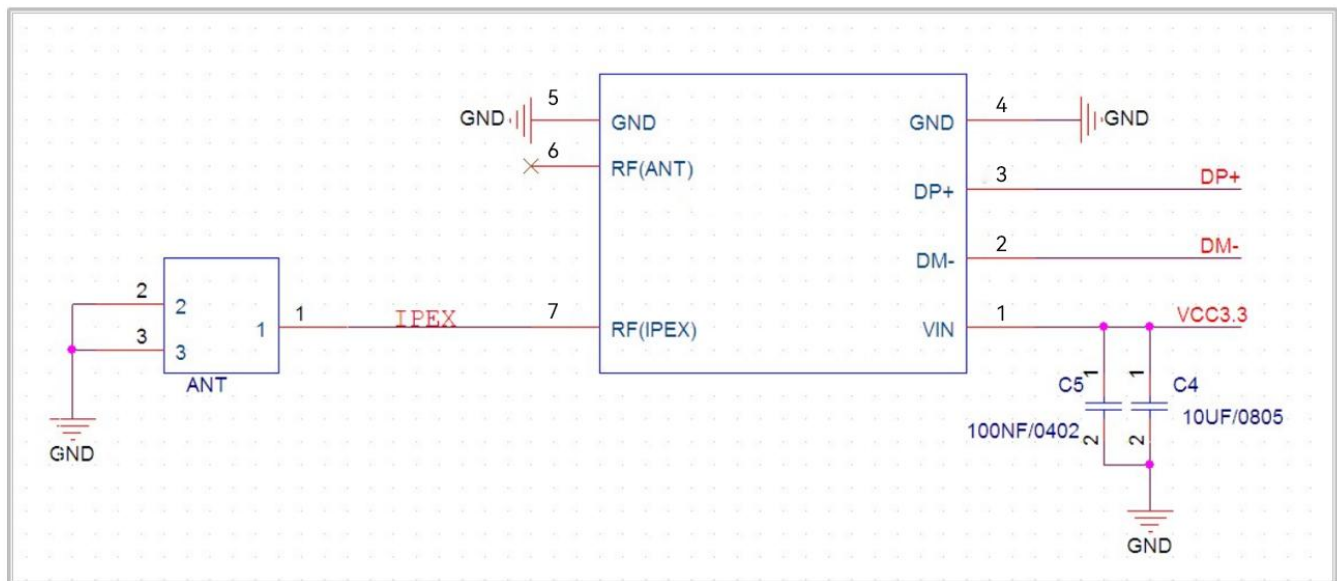 5
GND
GND
6
RF(ANT)
GND
4
GND
DP+
3
DP+
DM-
2
DM-
2
2
3
3
1
1
ANT
GND
IPEX
7
RF(IPEX)
VIN
1
VCC3.3
C5
1
1
C4
100NF/0402
2
2
10UF/0805
GND